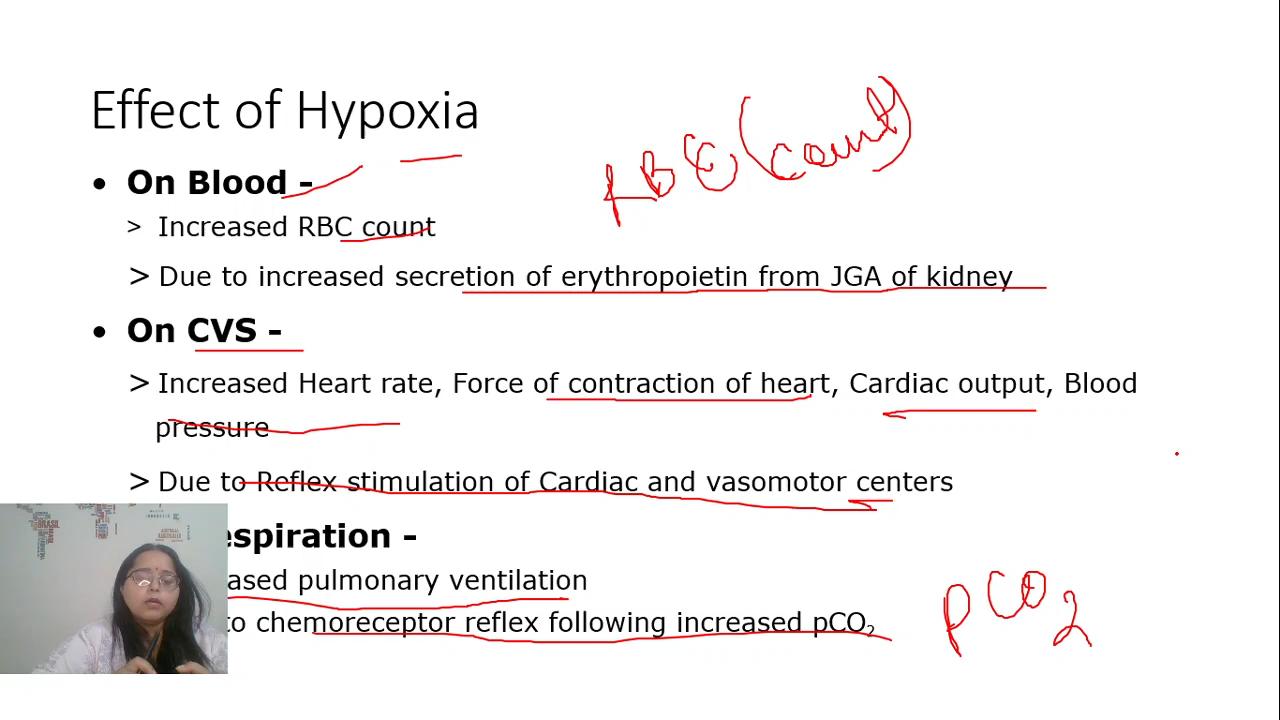 Effect of Hypoxia
RBC (count)
• On Blood -
> Increased RBC count
> Due to increased secretion of erythropoietin from JGA of kidney
• On CVS -
> Increased Heart rate, Force of contraction of heart, Cardiac output, Blood
pressure
> Due to Reflex stimulation of Cardiac and vasomotor centers
espiration -
ased pulmonary ventilation
to chemoreceptor reflex following increased pCO₂
pCO2
BRASIL